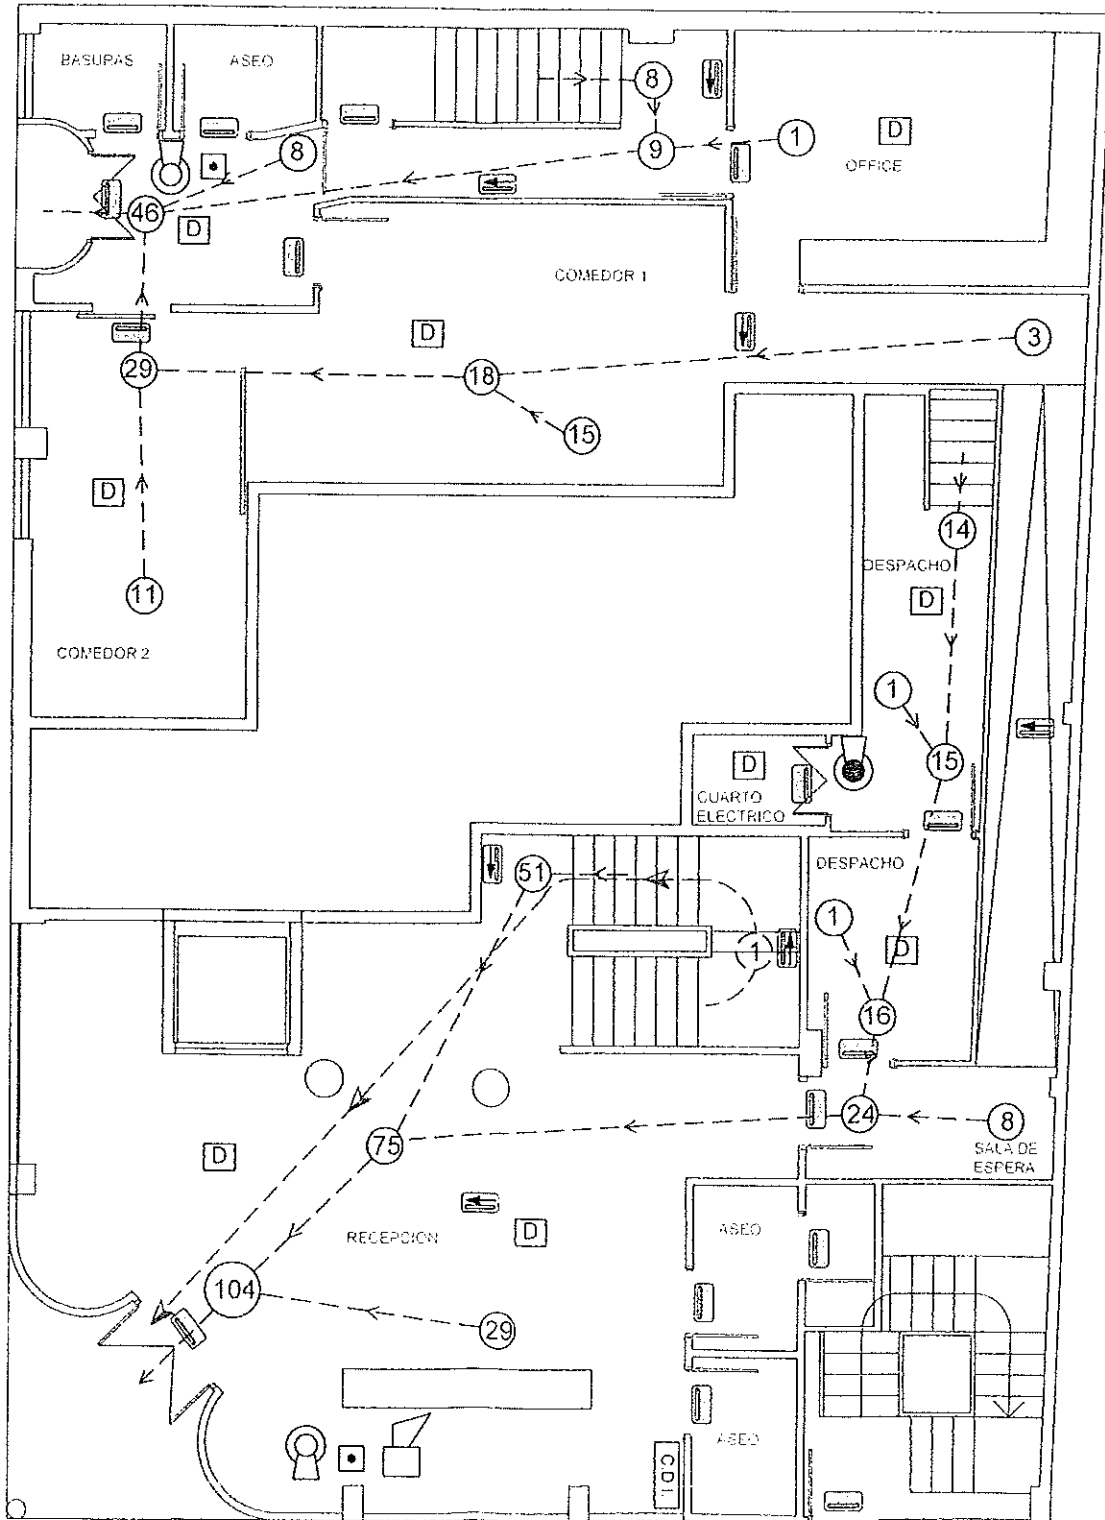 BASURAS
ASEO
8
8
9
1
D
OFFICE
46
D
COMEDOR 1
D
3
29
18
15
D
14
11
DESPACHO
D
COMEDOR 2
1
15
D
CUARTO
ELECTRICO
51
DESPACHO
1
1
D
16
75
24
8
D
SALA DE
ESPERA
RECEPCION
D
ASEO
104
29
ASEO
C.D.I.